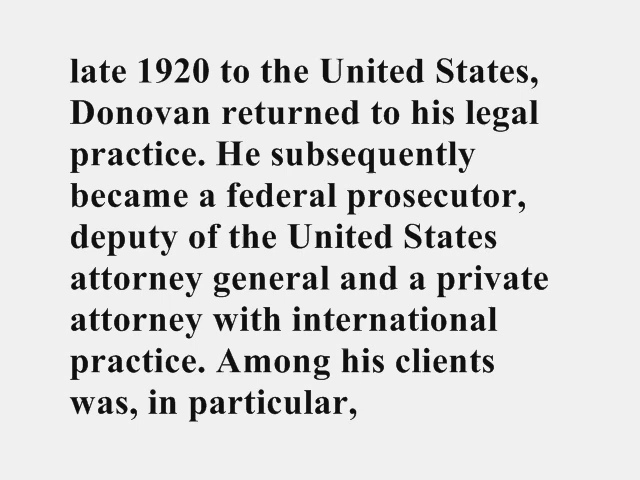 late 1920 to the United States,
Donovan returned to his legal
practice. He subsequently
became a federal prosecutor,
deputy of the United States
attorney general and a private
attorney with international
practice. Among his clients
was, in particular,